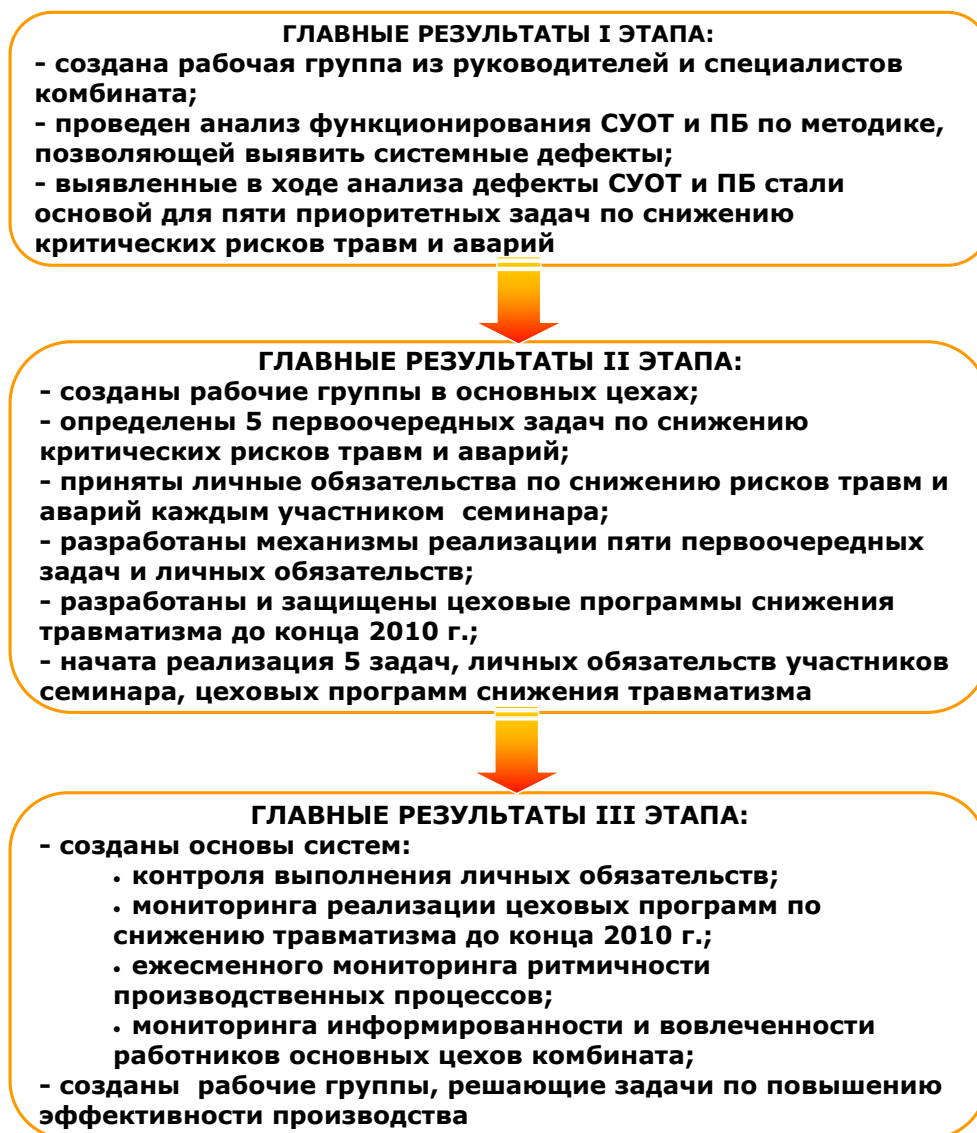 ГЛАВНЫЕ РЕЗУЛЬТАТЫ I ЭТАПА:
- создана рабочая группа из руководителей и специалистов
комбината;
- проведен анализ функционирования СУОТ и ПБ по методике,
позволяющей выявить системные дефекты;
- выявленные в ходе анализа дефекты СУОТ и ПБ стали
основой для пяти приоритетных задач по снижению
критических рисков травм и аварий
ГЛАВНЫЕ РЕЗУЛЬТАТЫ II ЭТАПА:
- созданы рабочие группы в основных цехах;
- определены 5 первоочередных задач по снижению
критических рисков травм и аварий;
- приняты личные обязательства по снижению рисков травм и
аварий каждым участником семинара;
- разработаны механизмы реализации пяти первоочередных
задач и личных обязательств;
- разработаны и защищены цеховые программы снижения
травматизма до конца 2010 г.;
- начата реализация 5 задач, личных обязательств участников
семинара, цеховых программ снижения травматизма
ГЛАВНЫЕ РЕЗУЛЬТАТЫ III ЭТАПА:
- созданы основы систем:
• контроля выполнения личных обязательств;
• мониторинга реализации цеховых программ по
снижению травматизма до конца 2010 г.;
• ежесменного мониторинга ритмичности
производственных процессов;
• мониторинга информированности и вовлеченности
работников основных цехов комбината;
- созданы рабочие группы, решающие задачи по повышению
эффективности производства